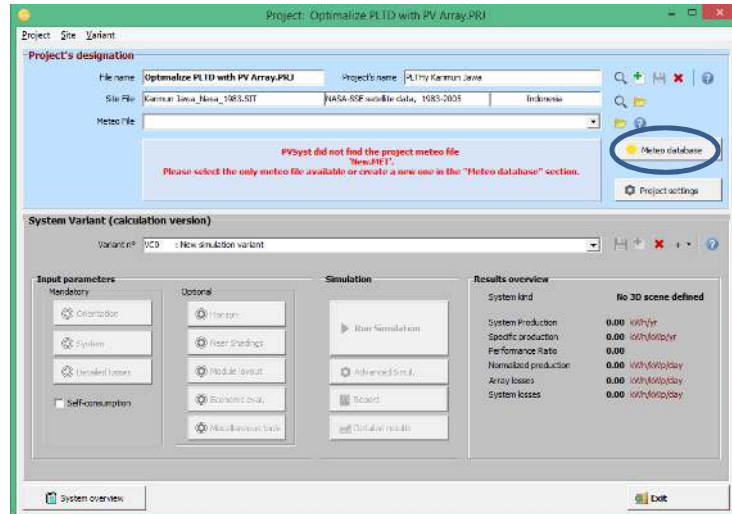 Project: Optimalize PLTD with PV Array.PRJ
Project Site Variant
Project's designation
File name Optimalize PLTD with PV Array.PRJ Project's name PLTHy Karimun Jawa
Site File Karimun Jawa_Nasa_1983.SIT NASA-SSE satellite data, 1983-2005 Indonesia
Meteo File
PVSyst did not find the project meteo file
'New.MET'.
Please select the only meteo file available or create a new one in the "Meteo database" section.
Meteo database
Project settings
System Variant (calculation version)
Variant n° VC0 : New simulation variant
Input parameters
Mandatory
Orientation
System
Detailed losses
Self-consumption
Optional
Horizon
Near Shadings
Module layout
Economic eval.
Miscellaneous tools
Simulation
Run Simulation
Advanced Simul.
Report
Detailed results
Results overview
System kind No 3D scene defined
System Production 0.00 kWh/yr
Specific production 0.00 kWh/kWp/yr
Performance Ratio 0.00
Normalized production 0.00 kWh/kWp/day
Array losses 0.00 kWh/kWp/day
System losses 0.00 kWh/kWp/day
System overview
Exit